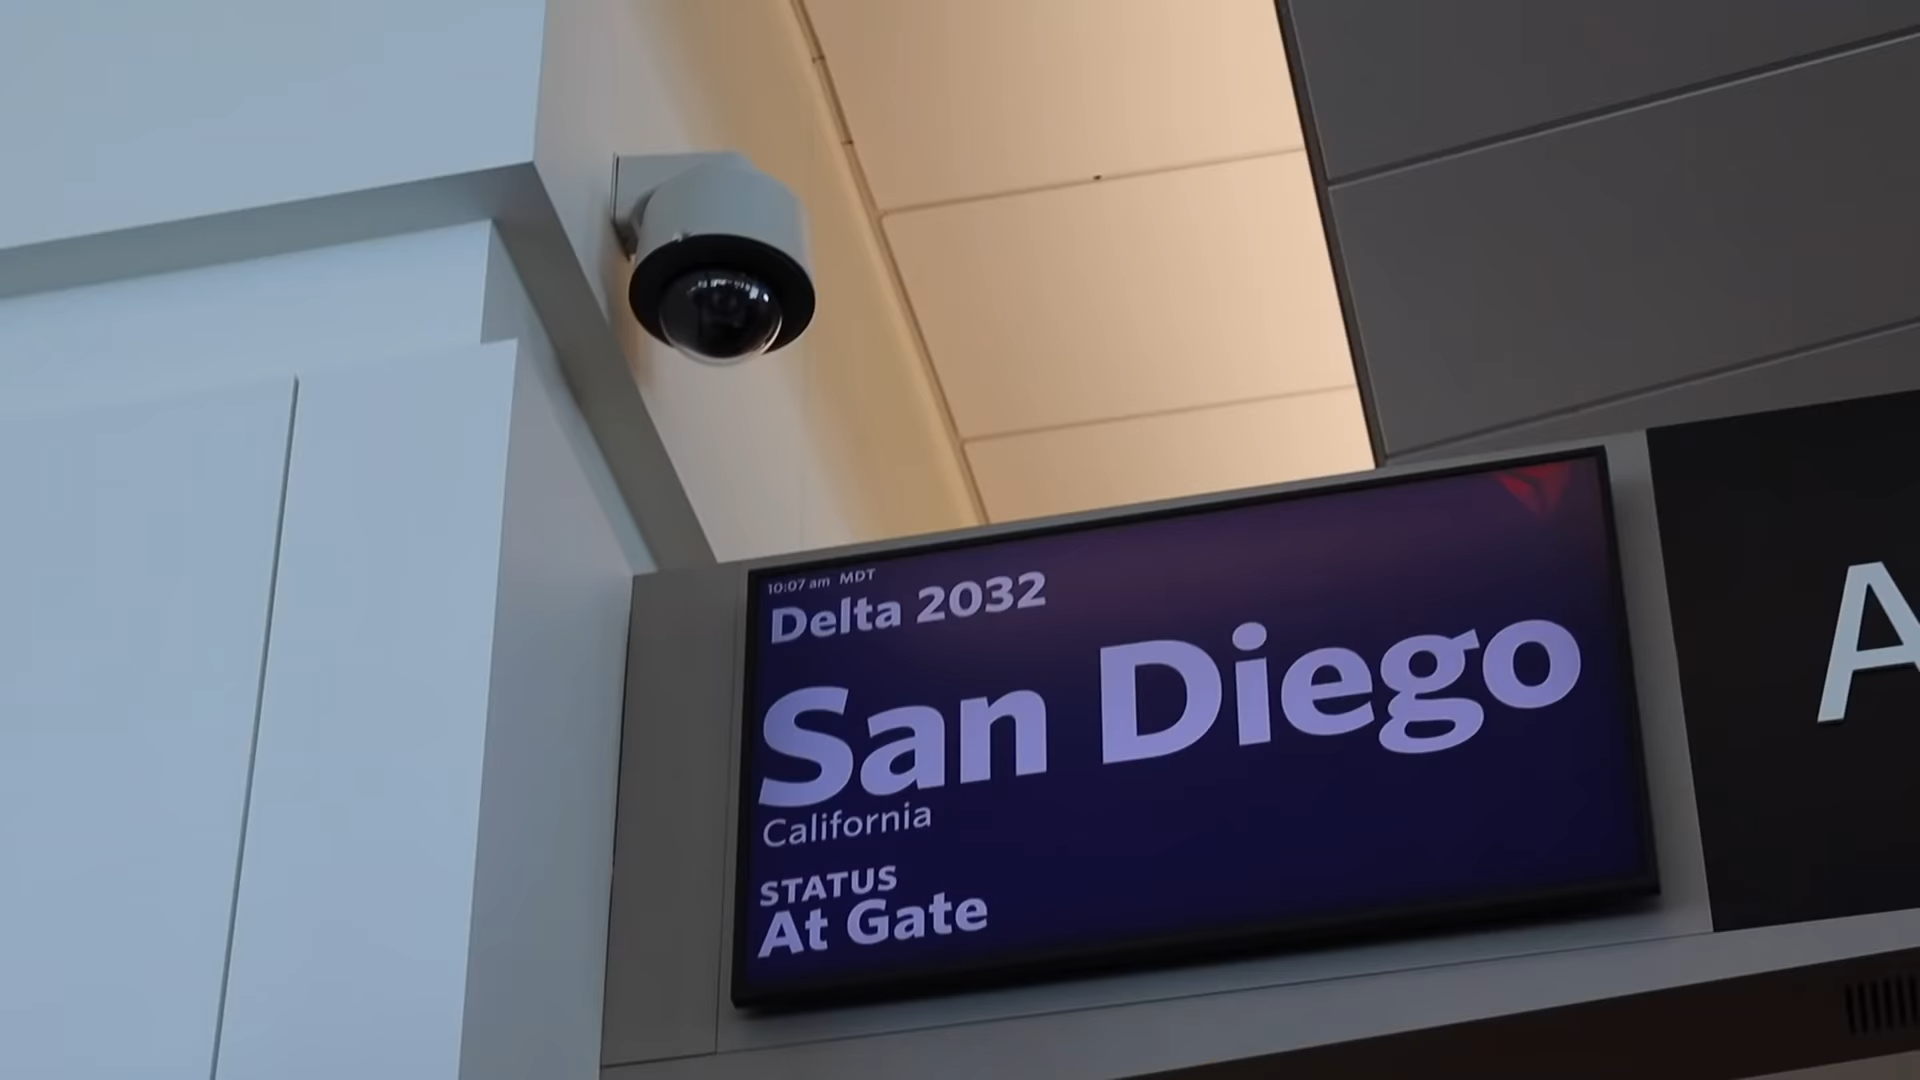 10:07 am MDT
Delta 2032
San Diego
California
STATUS
At Gate
A